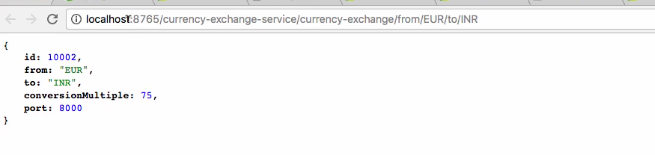 localhost:8765/currency-exchange-service/currency-exchange/from/EUR/to/INR
{
id: 10002,
from: "EUR",
to: "INR",
conversionMultiple: 75,
port: 8000
}